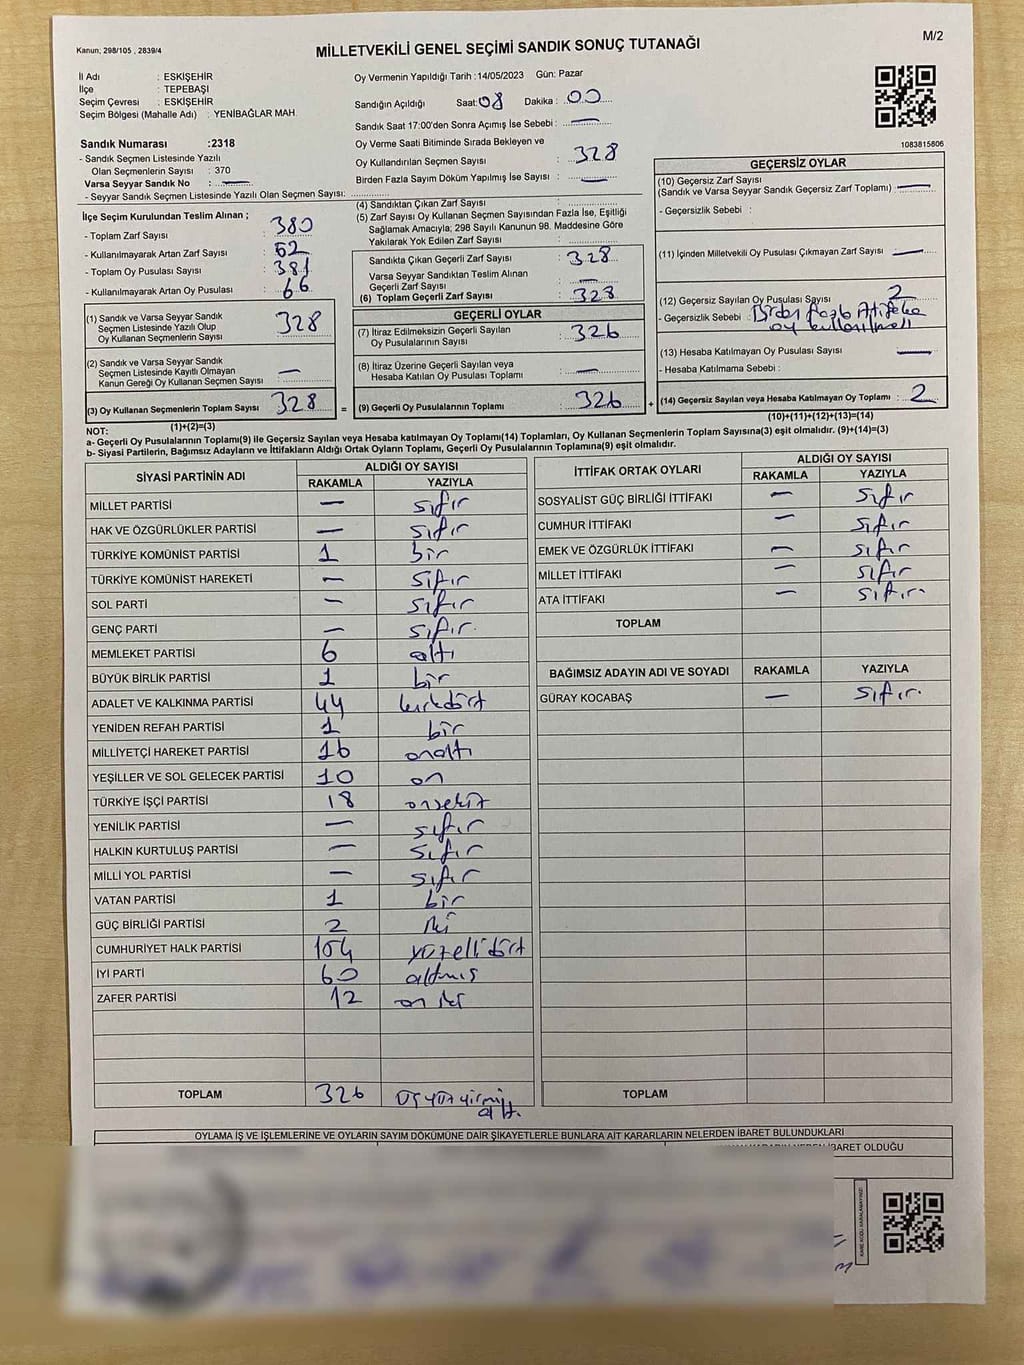 Kanun; 298/105 , 2839/4
MİLLETVEKİLİ GENEL SEÇİMİ SANDIK SONUÇ TUTANAĞI
M/2
İl Adı : ESKİŞEHİR
İlçe : TEPEBAŞI
Seçim Çevresi : ESKİŞEHİR
Seçim Bölgesi (Mahalle Adı) : YENİBAĞLAR MAH.
Sandık Numarası :2318
- Sandık Seçmen Listesinde Yazılı
Olan Seçmenlerin Sayısı : 370
Varsa Seyyar Sandık No : —
- Seyyar Sandık Seçmen Listesinde Yazılı Olan Seçmen Sayısı:
Oy Vermenin Yapıldığı Tarih :14/05/2023 Gün: Pazar
Sandığın Açıldığı Saat: 08 Dakika : 00
Sandık Saat 17:00'den Sonra Açımış İse Sebebi : —
Oy Verme Saati Bitiminde Sırada Bekleyen ve
Oy Kullandırılan Seçmen Sayısı : 328
Birden Fazla Sayım Döküm Yapılmış İse Sayısı : —
1083815806
İlçe Seçim Kurulundan Teslim Alınan ;
- Toplam Zarf Sayısı : 380
- Kullanılmayarak Artan Zarf Sayısı : 52
- Toplam Oy Pusulası Sayısı : 381
- Kullanılmayarak Artan Oy Pusulası : 66
(1) Sandık ve Varsa Seyyar Sandık
Seçmen Listesinde Yazılı Olup
Oy Kullanan Seçmenlerin Sayısı : 328
(2) Sandık ve Varsa Seyyar Sandık
Seçmen Listesinde Kayıtlı Olmayan
Kanun Gereği Oy Kullanan Seçmen Sayısı : —
(3) Oy Kullanan Seçmenlerin Toplam Sayısı : 328
(1)+(2)=(3)
(4) Sandıktan Çıkan Zarf Sayısı :
(5) Zarf Sayısı Oy Kullanan Seçmen Sayısından Fazla İse, Eşitliği
Sağlamak Amacıyla; 298 Sayılı Kanunun 98. Maddesine Göre
Yakılarak Yok Edilen Zarf Sayısı :
Sandıkta Çıkan Geçerli Zarf Sayısı : 328
Varsa Seyyar Sandıktan Teslim Alınan
Geçerli Zarf Sayısı : —
(6) Toplam Geçerli Zarf Sayısı : 328
GEÇERLİ OYLAR
(7) İtiraz Edilmeksizin Geçerli Sayılan
Oy Pusulalarının Sayısı : 326
(8) İtiraz Üzerine Geçerli Sayılan veya
Hesaba Katılan Oy Pusulası Toplamı : —
= (9) Geçerli Oy Pusulalarının Toplamı : 326
GEÇERSİZ OYLAR
(10) Geçersiz Zarf Sayısı
(Sandık ve Varsa Seyyar Sandık Geçersiz Zarf Toplamı) : —
- Geçersizlik Sebebi :
(11) İçinden Milletvekili Oy Pusulası Çıkmayan Zarf Sayısı : —
(12) Geçersiz Sayılan Oy Pusulası Sayısı : 2
- Geçersizlik Sebebi : Birden fazla
oy kullanılması
(13) Hesaba Katılmayan Oy Pusulası Sayısı : —
- Hesaba Katılmama Sebebi :
+ (14) Geçersiz Sayılan veya Hesaba Katılmayan Oy Toplamı : 2
(10)+(11)+(12)+(13)=(14)
NOT:
a- Geçerli Oy Pusulalarının Toplamı(9) ile Geçersiz Sayılan veya Hesaba katılmayan Oy Toplamı(14) Toplamları, Oy Kullanan Seçmenlerin Toplam Sayısına(3) eşit olmalıdır. (9)+(14)=(3)
b- Siyasi Partilerin, Bağımsız Adayların ve İttifakların Aldığı Ortak Oyların Toplamı, Geçerli Oy Pusulalarının Toplamına(9) eşit olmalıdır.
SİYASİ PARTİNİN ADI ALDIĞI OY SAYISI
RAKAMLA YAZIYLA
MİLLET PARTİSİ — sıfır
HAK VE ÖZGÜRLÜKLER PARTİSİ — sıfır
TÜRKİYE KOMÜNİST PARTİSİ 1 bir
TÜRKİYE KOMÜNİST HAREKETİ — sıfır
SOL PARTİ — sıfır
GENÇ PARTİ — sıfır.
MEMLEKET PARTİSİ 6 altı
BÜYÜK BİRLİK PARTİSİ 1 bir
ADALET VE KALKINMA PARTİSİ 44 kırkdört
YENİDEN REFAH PARTİSİ 1 bir
MİLLİYETÇİ HAREKET PARTİSİ 16 onaltı
YEŞİLLER VE SOL GELECEK PARTİSİ 10 on
TÜRKİYE İŞÇİ PARTİSİ 18 onsekiz
YENİLİK PARTİSİ — sıfır
HALKIN KURTULUŞ PARTİSİ — sıfır
MİLLİ YOL PARTİSİ — sıfır
VATAN PARTİSİ 1 bir
GÜÇ BİRLİĞİ PARTİSİ 2 iki
CUMHURİYET HALK PARTİSİ 154 yüzellidört
İYİ PARTİ 60 altmış
ZAFER PARTİSİ 12 on iki
TOPLAM 326 üçyüzyirmi
altı
İTTİFAK ORTAK OYLARI ALDIĞI OY SAYISI
RAKAMLA YAZIYLA
SOSYALİST GÜÇ BİRLİĞİ İTTİFAKI — sıfır
CUMHUR İTTİFAKI — sıfır
EMEK VE ÖZGÜRLÜK İTTİFAKI — sıfır
MİLLET İTTİFAKI — sıfır
ATA İTTİFAKI — sıfır.
TOPLAM
BAĞIMSIZ ADAYIN ADI VE SOYADI RAKAMLA YAZIYLA
GÜRAY KOCABAŞ — sıfır.
TOPLAM
OYLAMA İŞ VE İŞLEMLERİNE VE OYLARIN SAYIM DÖKÜMÜNE DAİR ŞİKAYETLERLE BUNLARA AİT KARARLARIN NELERDEN İBARET BULUNDUKLARI
İBARET OLDUĞU
KARE KODU KARALAMAYINIZ!